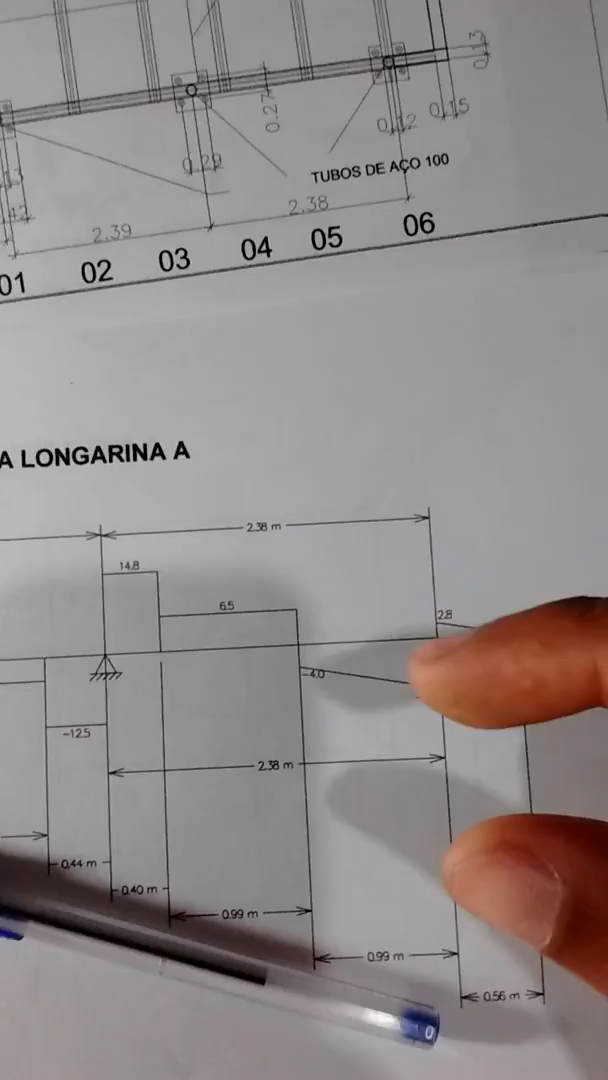 0.13
0.15
0.12
0.27
0.29
TUBOS DE AÇO 100
2.38
2.39
01 02 03 04 05 06
A LONGARINA A
2.38 m
14.8
6.5
2.8
-4.0
-12.5
2.38 m
0.44 m
0.40 m
0.99 m
0.99 m
0.56 m